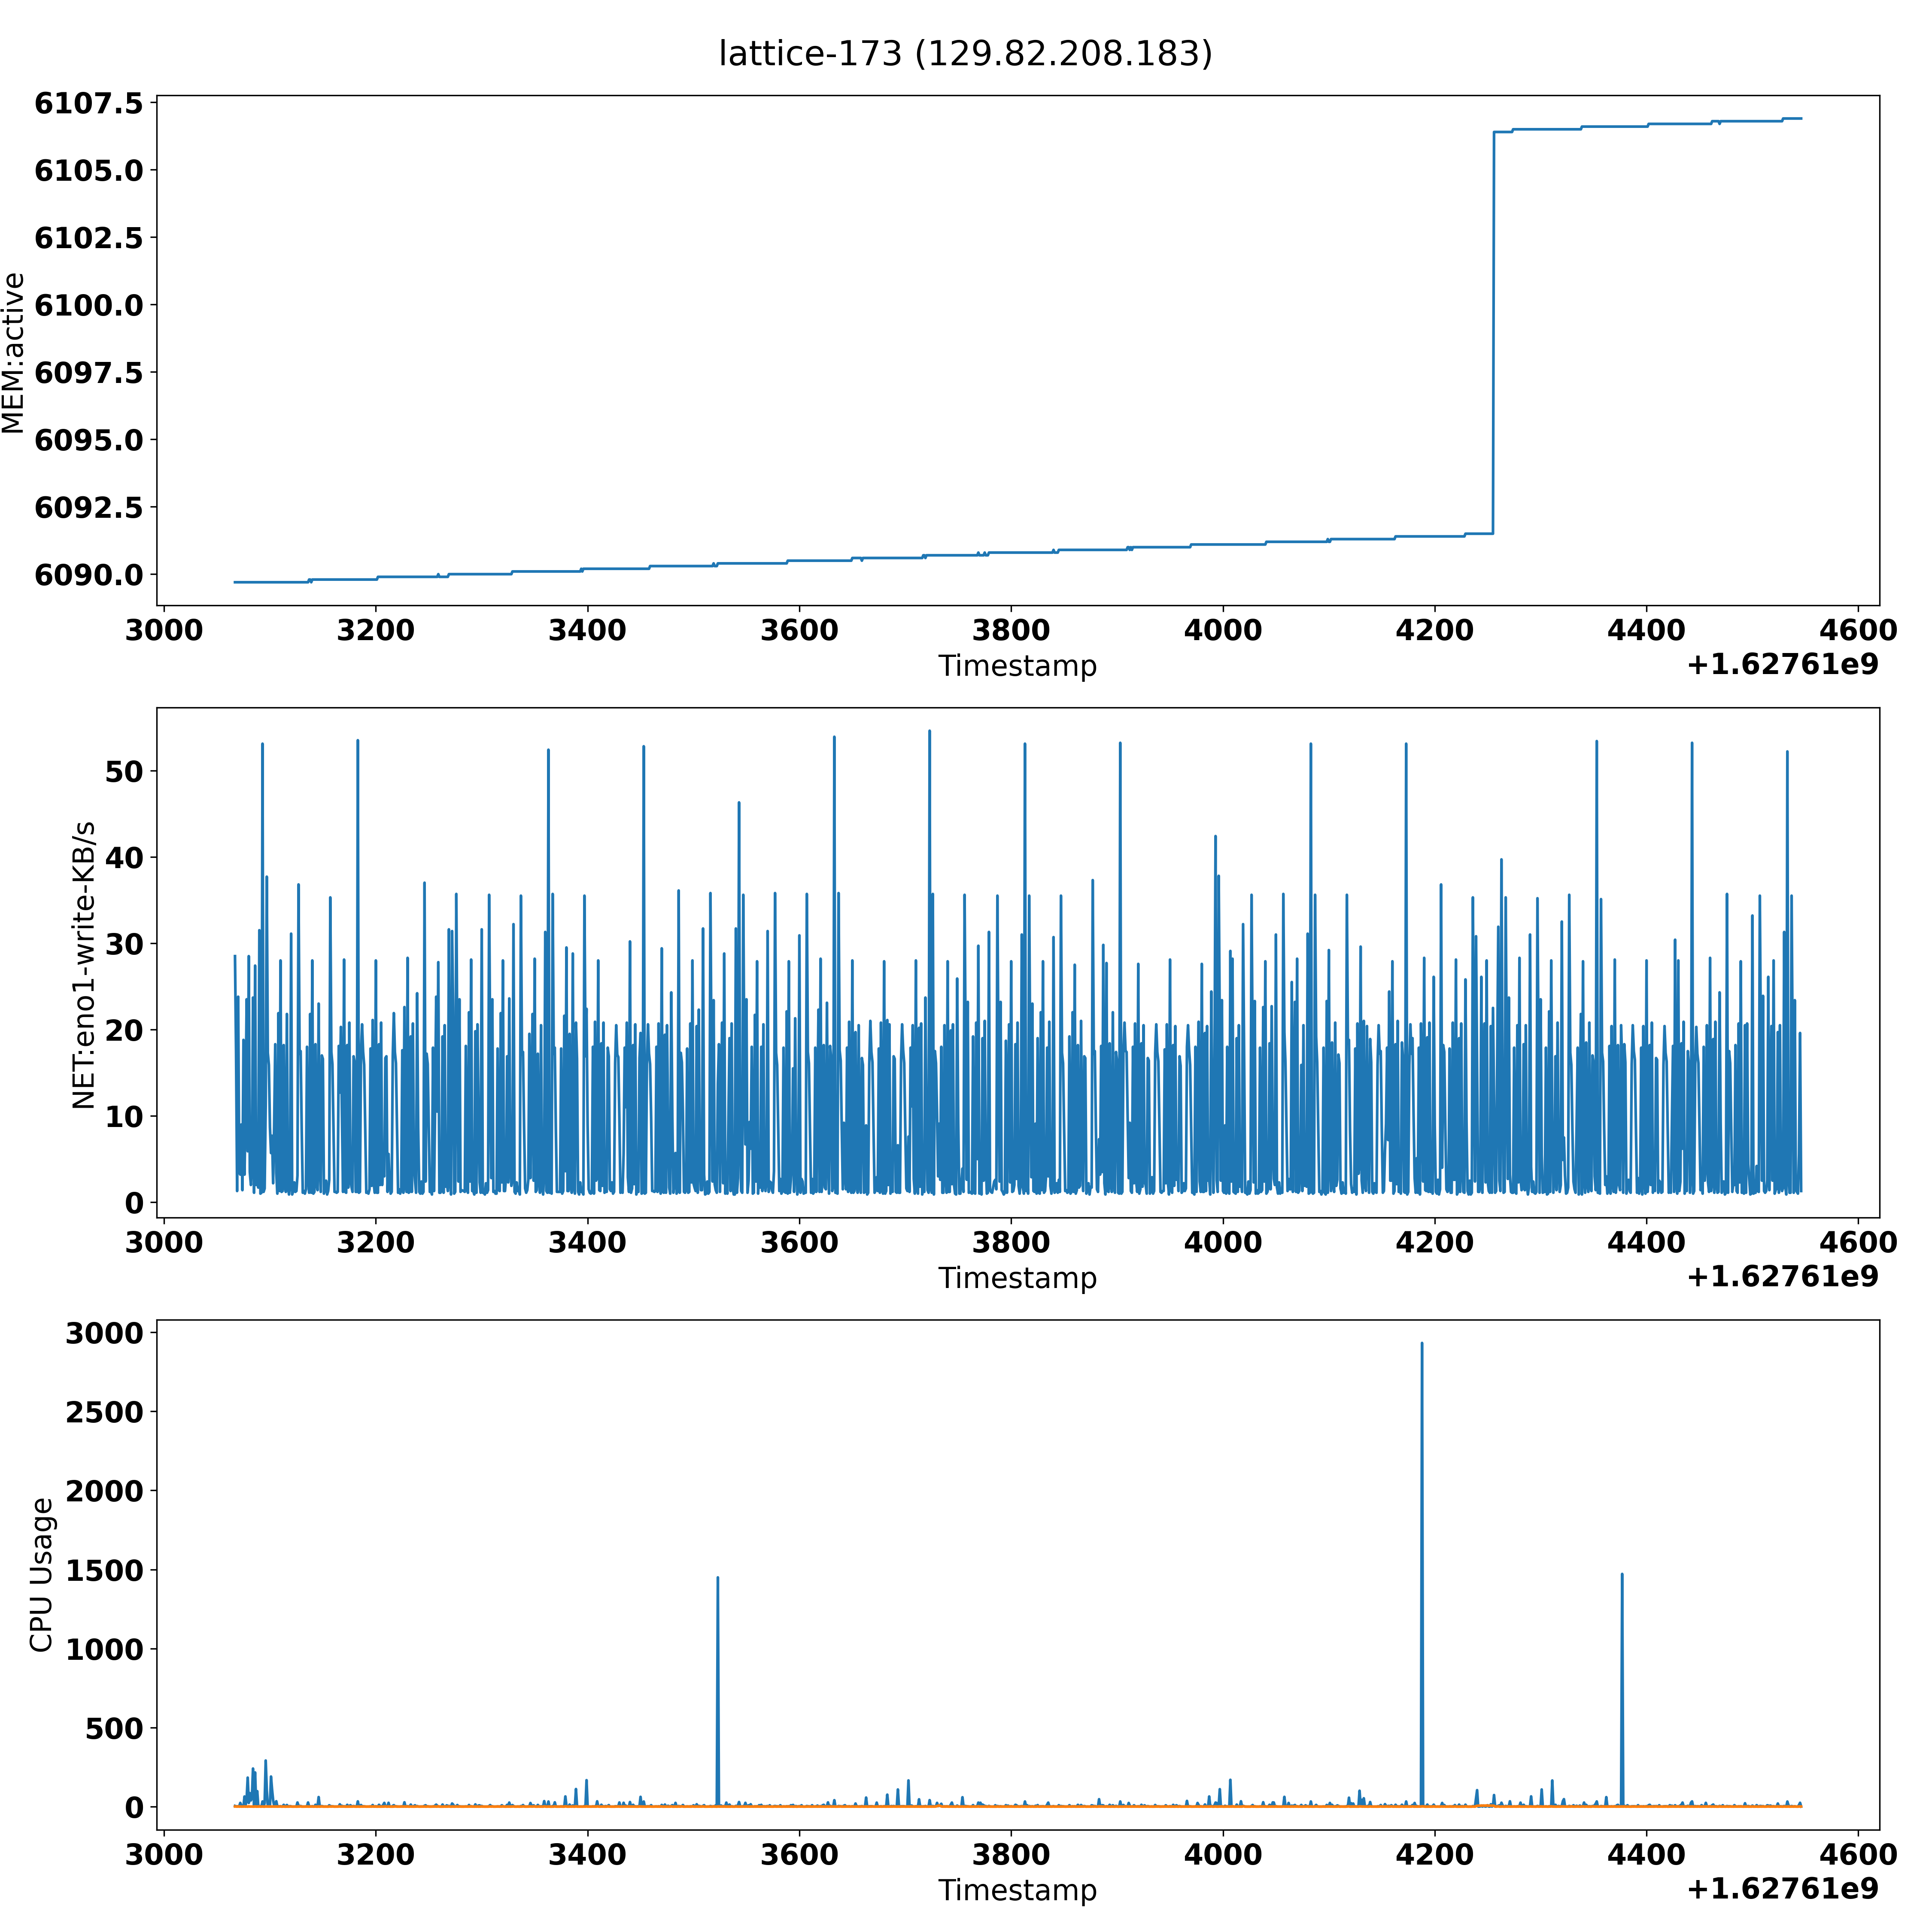 lattice-173 (129.82.208.183)
6107.5
6105.0
6102.5
6100.0
6097.5
6095.0
6092.5
6090.0
MEM:active
3000 3200 3400 3600 3800 4000 4200 4400 4600
Timestamp
+1.62761e9
50
40
30
20
10
0
NET:eno1-write-KB/s
3000 3200 3400 3600 3800 4000 4200 4400 4600
Timestamp
+1.62761e9
3000
2500
2000
1500
1000
500
0
CPU Usage
3000 3200 3400 3600 3800 4000 4200 4400 4600
Timestamp
+1.62761e9